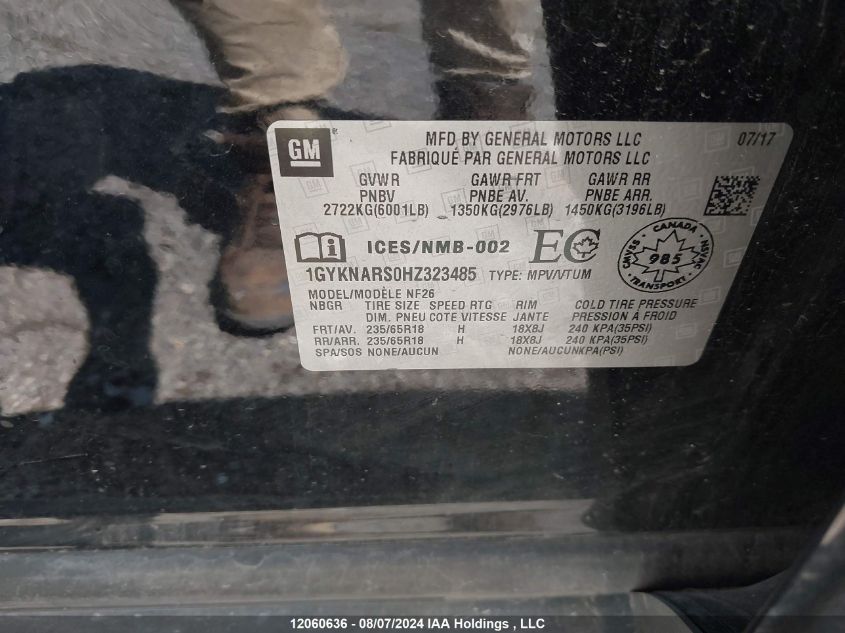 GM
MFD BY GENERAL MOTORS LLC 07/17
FABRIQUÉ PAR GENERAL MOTORS LLC
GVWR GAWR FRT GAWR RR
PNBV PNBE AV. PNBE ARR.
2722KG(6001LB) 1350KG(2976LB) 1450KG(3196LB)
ICES/NMB-002 EC
CANADA
CMVSS 985 NSVAC
TRANSPORT
1GYKNARS0HZ323485 TYPE: MPV/VTUM
MODEL/MODÈLE NF26
NBGR TIRE SIZE SPEED RTG RIM COLD TIRE PRESSURE
DIM. PNEU COTE VITESSE JANTE PRESSION À FROID
FRT/AV. 235/65R18 H 18X8J 240 KPA(35PSI)
RR/ARR. 235/65R18 H 18X8J 240 KPA(35PSI)
SPA/SOS NONE/AUCUN NONE/AUCUNKPA(PSI)
12060636 - 08/07/2024 IAA Holdings , LLC